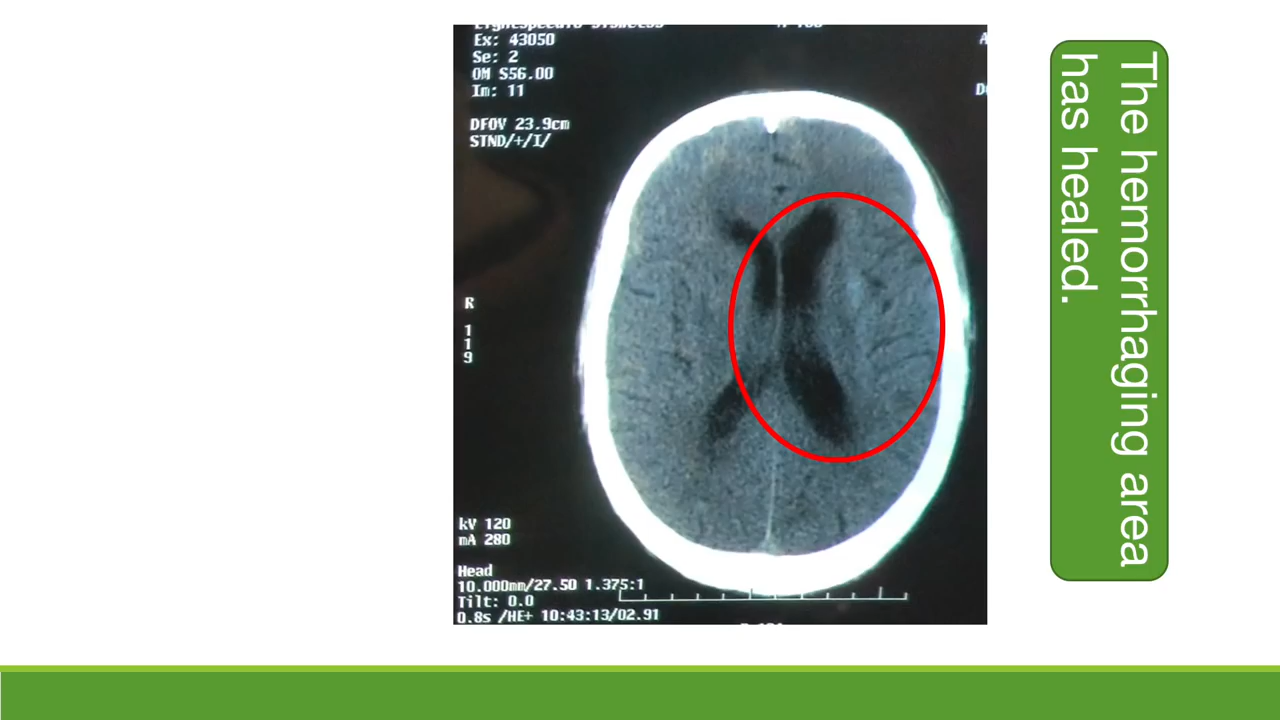 Ex: 43050
Se: 2
OM S56.00
Im: 11
DFOV 23.9cm
STND/+/I/
R
1
1
9
kV 120
mA 280
Head
10.000mm/27.50 1.375:1
Tilt: 0.0
0.8s /HE+ 10:43:13/02.91
The hemorrhaging area
has healed.